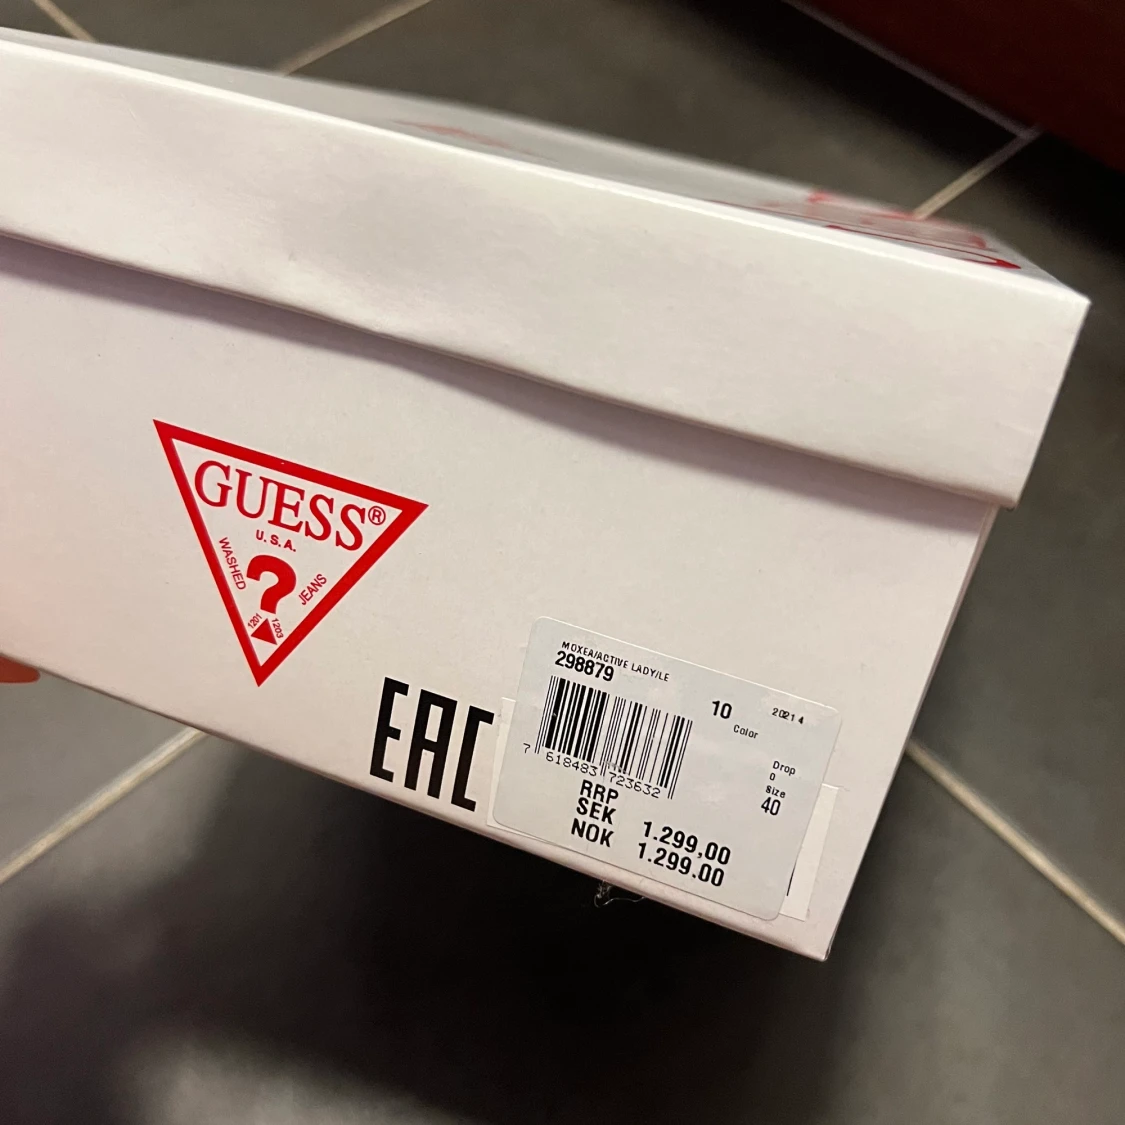 GUESS®
U.S.A.
WASHED
?
JEANS
1201
1203
EAC
MOXEA/ACTIVE LADY/LE
298879
10
Color
20214
Drop
0
Size
40
7 618483 723632
RRP
SEK 1.299,00
NOK 1.299.00